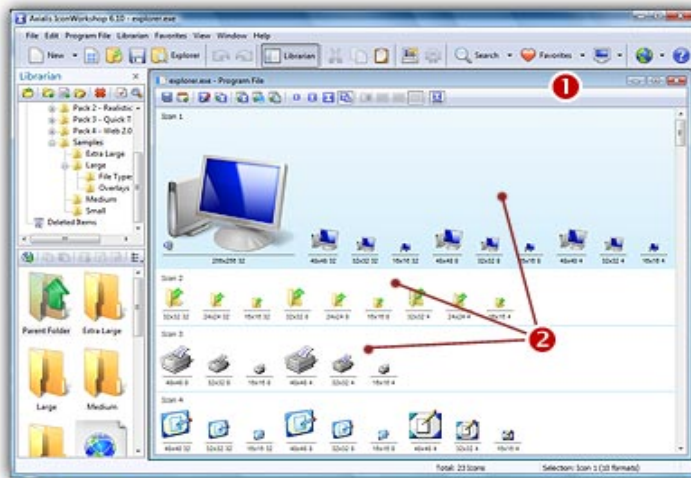 Axialis IconWorkshop 6.10 - explorer.exe
File Edit Program File Librarian Favorites View Window Help
New Explorer Librarian Search Favorites
Librarian
Pack 2 - Realistic
Pack 3 - Quick T
Pack 4 - Web 2.0
Samples
Extra Large
Large
File Type
Overlays
Medium
Small
Deleted Items
Parent Folder Extra Large
Large Medium
explorer.exe - Program File
1
Icon 1
256x256 32 48x48 32 32x32 32 16x16 32 48x48 8 32x32 8 16x16 8 48x48 4 32x32 4 16x16 4
Icon 2
32x32 32 24x24 32 16x16 32 32x32 8 24x24 8 16x16 8 32x32 4 24x24 4 16x16 4
2
Icon 3
48x48 8 32x32 8 16x16 8 48x48 4 32x32 4 16x16 4
Icon 4
48x48 32 32x32 32 16x16 32 48x48 8 32x32 8 16x16 8 48x48 4 32x32 4 16x16 4
Total: 23 Icons Selection: Icon 1 (10 formats)